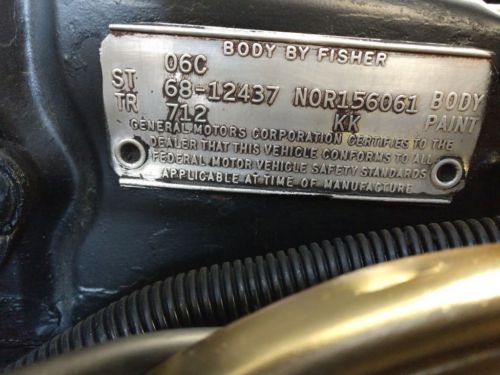 BODY BY FISHER
06C
ST 68-12437 NOR156061 BODY
TR 712 KK PAINT
GENERAL MOTORS CORPORATION CERTIFIES TO THE
DEALER THAT THIS VEHICLE CONFORMS TO ALL
FEDERAL MOTOR VEHICLE SAFETY STANDARDS
APPLICABLE AT TIME OF MANUFACTURE